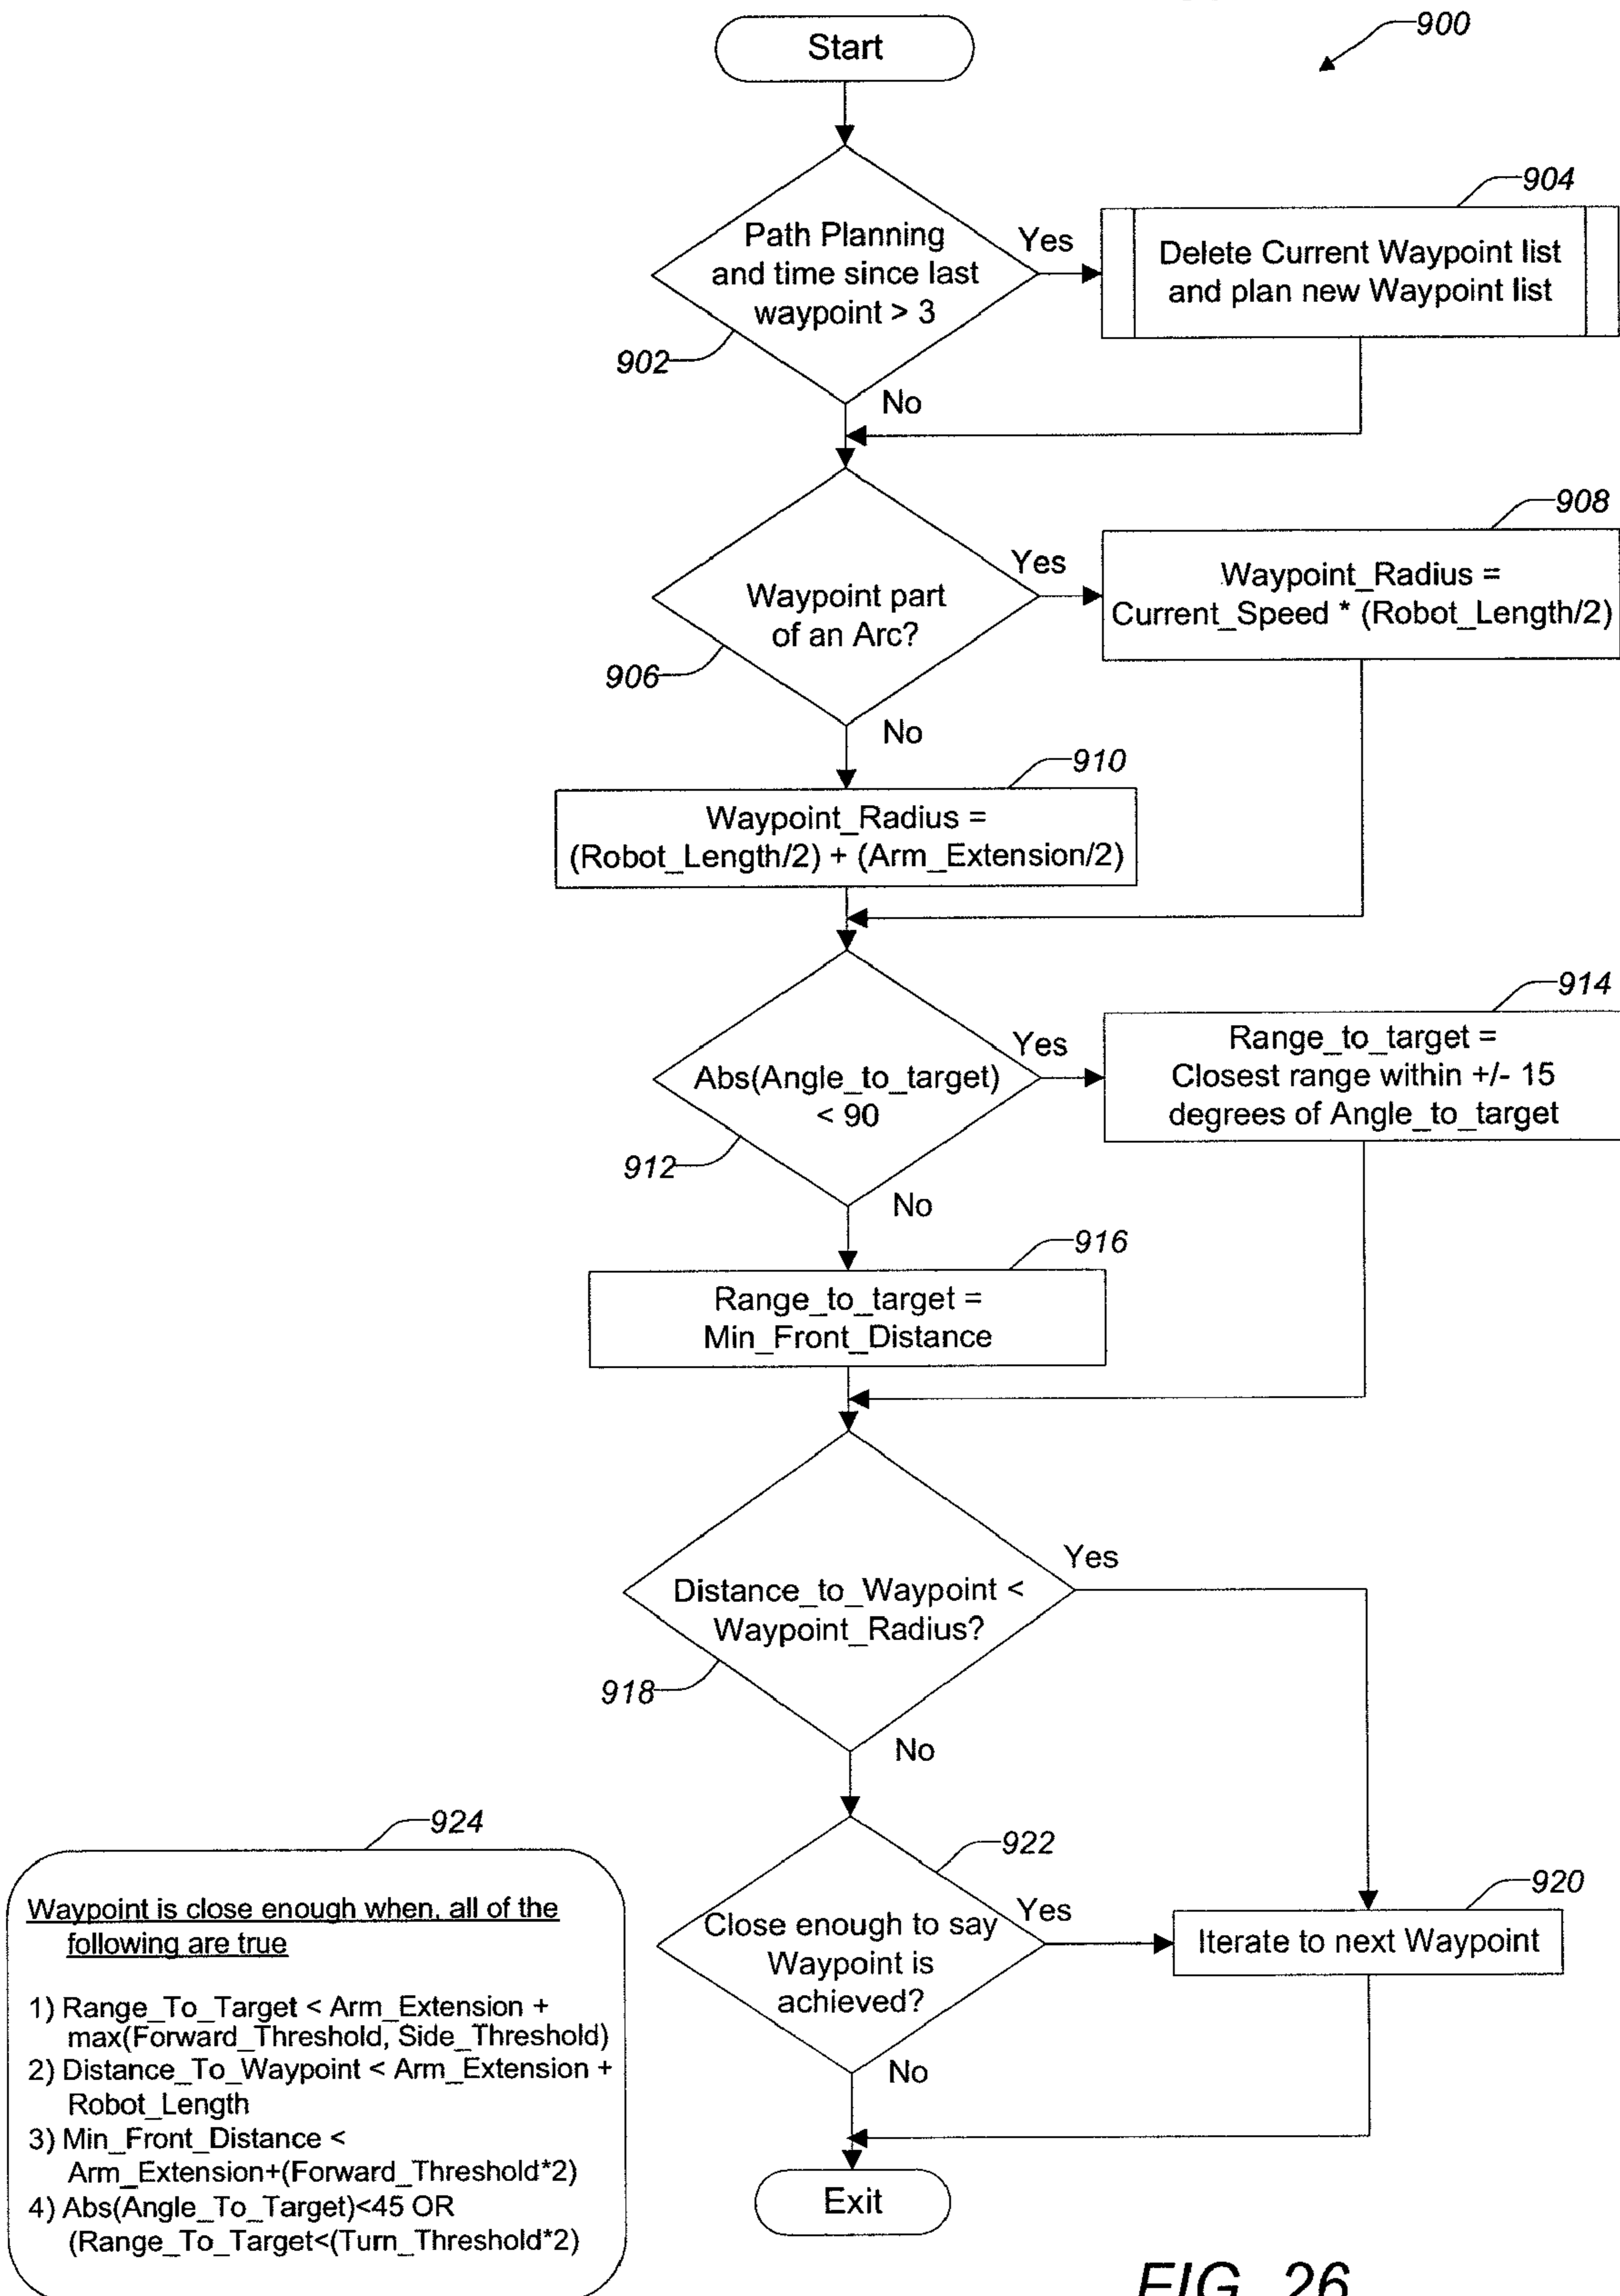 900
Start
904
Path Planning
and time since last
waypoint > 3
Yes
Delete Current Waypoint list
and plan new Waypoint list
902
No
908
Waypoint part
of an Arc?
Yes
Waypoint_Radius =
Current_Speed * (Robot_Length/2)
906
No
910
Waypoint_Radius =
(Robot_Length/2) + (Arm_Extension/2)
914
Abs(Angle_to_target)
< 90
Yes
Range_to_target =
Closest range within +/- 15
degrees of Angle_to_target
912
No
916
Range_to_target =
Min_Front_Distance
Yes
Distance_to_Waypoint <
Waypoint_Radius?
918
No
922
Close enough to say
Waypoint is
achieved?
Yes
920
Iterate to next Waypoint
No
Exit
924
Waypoint is close enough when, all of the
following are true
1) Range_To_Target < Arm_Extension +
max(Forward_Threshold, Side_Threshold)
2) Distance_To_Waypoint < Arm_Extension +
Robot_Length
3) Min_Front_Distance <
Arm_Extension+(Forward_Threshold*2)
4) Abs(Angle_To_Target)<45 OR
(Range_To_Target<(Turn_Threshold*2)
FIG. 26